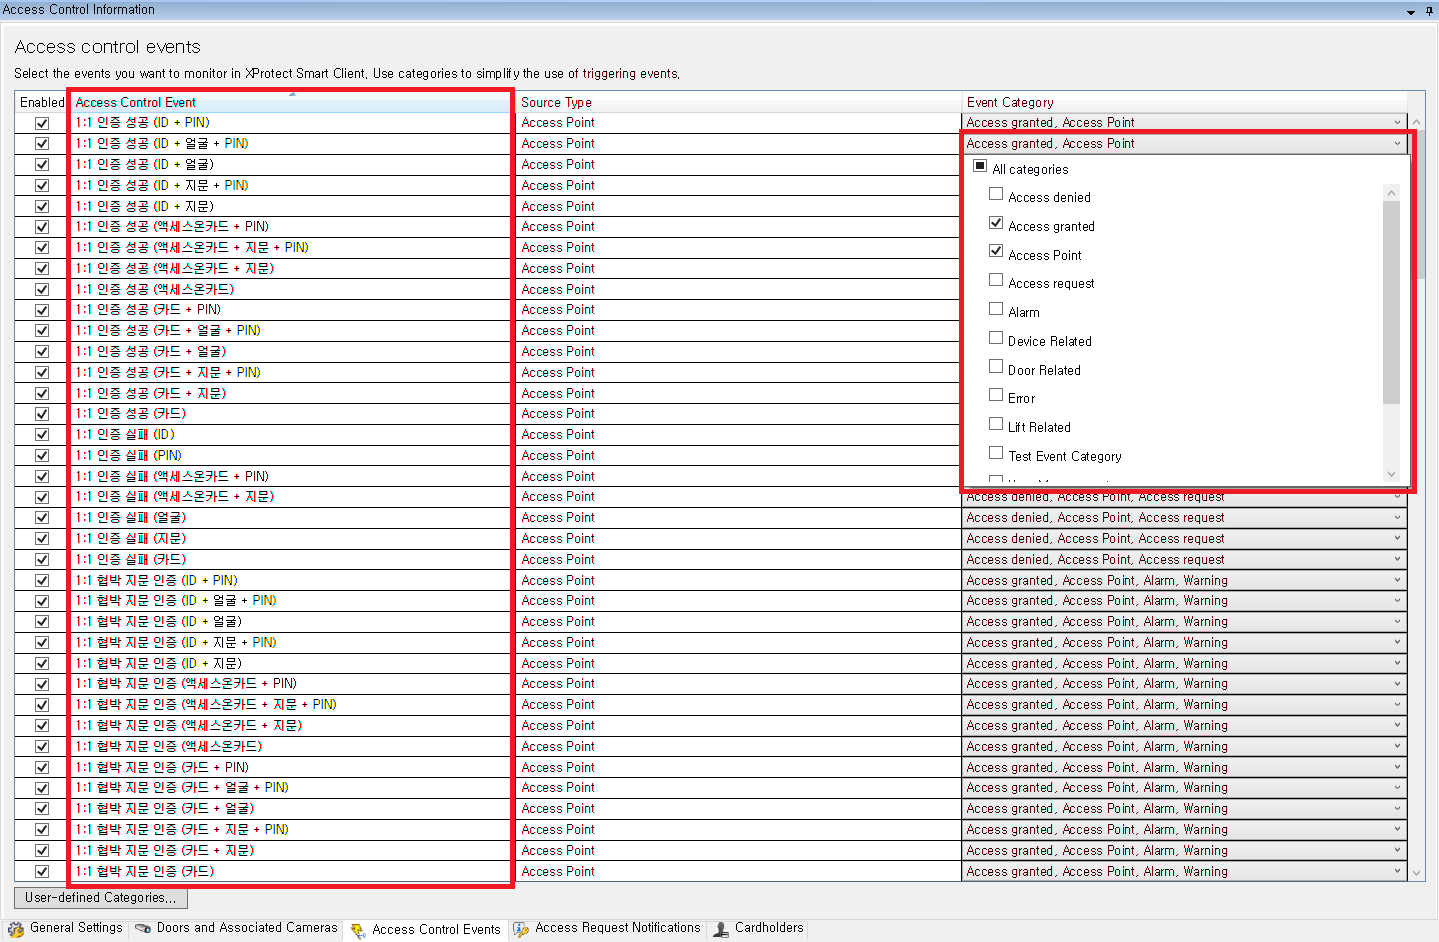 Access Control Information
Access control events
Select the events you want to monitor in XProtect Smart Client. Use categories to simplify the use of triggering events.
Enabled Access Control Event Source Type Event Category
1:1 인증 성공 (ID + PIN) Access Point Access granted, Access Point
1:1 인증 성공 (ID + 얼굴 + PIN) Access Point Access granted, Access Point
1:1 인증 성공 (ID + 얼굴) Access Point All categories
1:1 인증 성공 (ID + 지문 + PIN) Access Point Access denied
1:1 인증 성공 (ID + 지문) Access Point
1:1 인증 성공 (액세스온카드 + PIN) Access Point Access granted
1:1 인증 성공 (액세스온카드 + 지문 + PIN) Access Point Access Point
1:1 인증 성공 (액세스온카드 + 지문) Access Point
1:1 인증 성공 (액세스온카드) Access Point Access request
1:1 인증 성공 (카드 + PIN) Access Point Alarm
1:1 인증 성공 (카드 + 얼굴 + PIN) Access Point Device Related
1:1 인증 성공 (카드 + 얼굴) Access Point
1:1 인증 성공 (카드 + 지문 + PIN) Access Point Door Related
1:1 인증 성공 (카드 + 지문) Access Point Error
1:1 인증 성공 (카드) Access Point
1:1 인증 실패 (ID) Access Point Lift Related
1:1 인증 실패 (PIN) Access Point Test Event Category
1:1 인증 실패 (액세스온카드 + PIN) Access Point
1:1 인증 실패 (액세스온카드 + 지문) Access Point Access denied, Access Point, Access request
1:1 인증 실패 (얼굴) Access Point Access denied, Access Point, Access request
1:1 인증 실패 (지문) Access Point Access denied, Access Point, Access request
1:1 인증 실패 (카드) Access Point Access denied, Access Point, Access request
1:1 협박 지문 인증 (ID + PIN) Access Point Access granted, Access Point, Alarm, Warning
1:1 협박 지문 인증 (ID + 얼굴 + PIN) Access Point Access granted, Access Point, Alarm, Warning
1:1 협박 지문 인증 (ID + 얼굴) Access Point Access granted, Access Point, Alarm, Warning
1:1 협박 지문 인증 (ID + 지문 + PIN) Access Point Access granted, Access Point, Alarm, Warning
1:1 협박 지문 인증 (ID + 지문) Access Point Access granted, Access Point, Alarm, Warning
1:1 협박 지문 인증 (액세스온카드 + PIN) Access Point Access granted, Access Point, Alarm, Warning
1:1 협박 지문 인증 (액세스온카드 + 지문 + PIN) Access Point Access granted, Access Point, Alarm, Warning
1:1 협박 지문 인증 (액세스온카드 + 지문) Access Point Access granted, Access Point, Alarm, Warning
1:1 협박 지문 인증 (액세스온카드) Access Point Access granted, Access Point, Alarm, Warning
1:1 협박 지문 인증 (카드 + PIN) Access Point Access granted, Access Point, Alarm, Warning
1:1 협박 지문 인증 (카드 + 얼굴 + PIN) Access Point Access granted, Access Point, Alarm, Warning
1:1 협박 지문 인증 (카드 + 얼굴) Access Point Access granted, Access Point, Alarm, Warning
1:1 협박 지문 인증 (카드 + 지문 + PIN) Access Point Access granted, Access Point, Alarm, Warning
1:1 협박 지문 인증 (카드 + 지문) Access Point Access granted, Access Point, Alarm, Warning
1:1 협박 지문 인증 (카드) Access Point Access granted, Access Point, Alarm, Warning
User-defined Categories...
General Settings Doors and Associated Cameras Access Control Events Access Request Notifications Cardholders